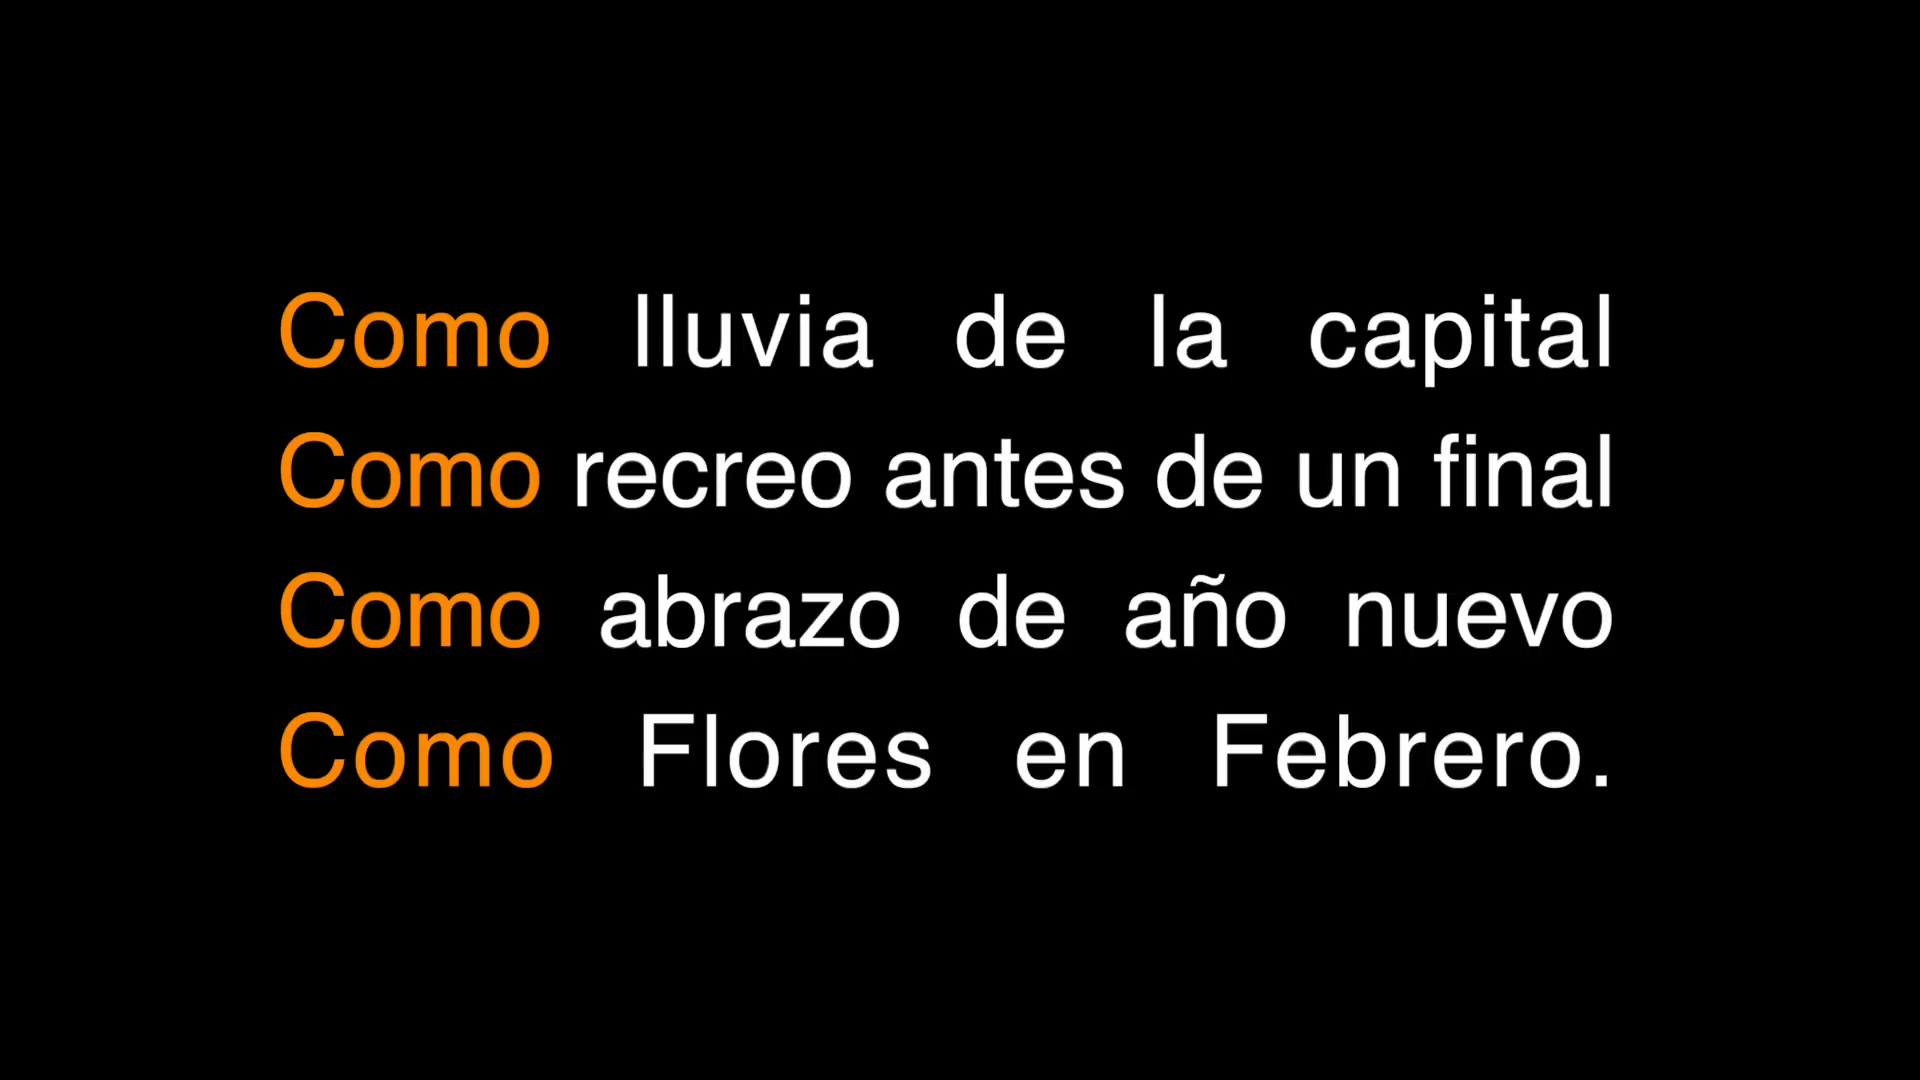 Como lluvia de la capital
Como recreo antes de un final
Como abrazo de año nuevo
Como Flores en Febrero.